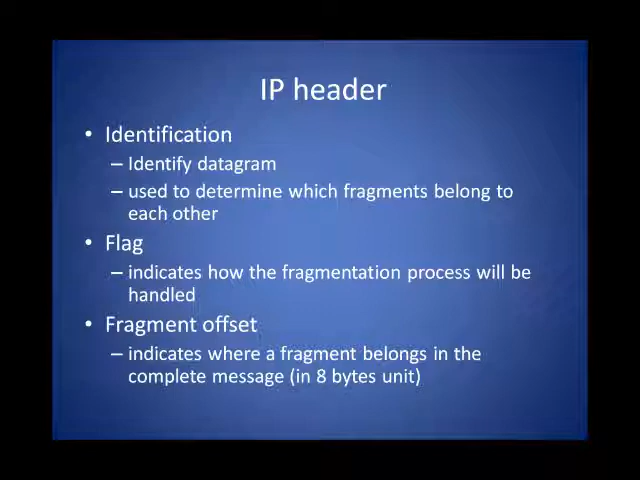 IP header
• Identification
– Identify datagram
– used to determine which fragments belong to
each other
• Flag
– indicates how the fragmentation process will be
handled
• Fragment offset
– indicates where a fragment belongs in the
complete message (in 8 bytes unit)